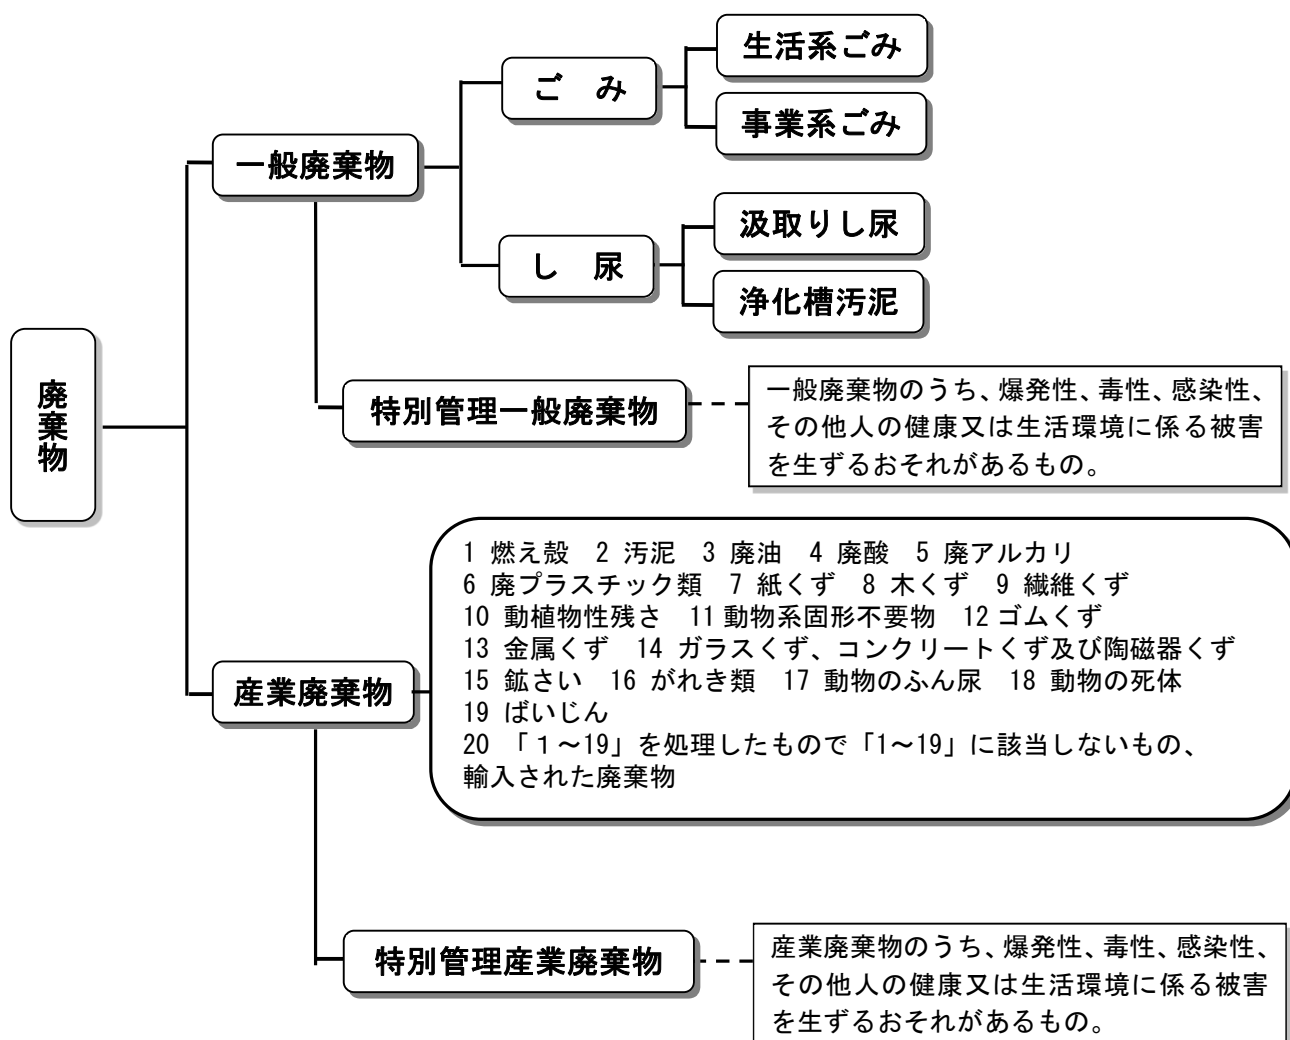 生活系ごみ
ご み
事業系ごみ
一般廃棄物
汲取りし尿
し 尿
浄化槽汚泥
廃棄物
特別管理一般廃棄物
一般廃棄物のうち、爆発性、毒性、感染性、
その他人の健康又は生活環境に係る被害
を生ずるおそれがあるもの。
1 燃え殻 2 汚泥 3 廃油 4 廃酸 5 廃アルカリ
6 廃プラスチック類 7 紙くず 8 木くず 9 繊維くず
10 動植物性残さ 11 動物系固形不要物 12 ゴムくず
13 金属くず 14 ガラスくず、コンクリートくず及び陶磁器くず
15 鉱さい 16 がれき類 17 動物のふん尿 18 動物の死体
19 ばいじん
20 「１～19」を処理したもので「1～19」に該当しないもの、
輸入された廃棄物
産業廃棄物
特別管理産業廃棄物
産業廃棄物のうち、爆発性、毒性、感染性、
その他人の健康又は生活環境に係る被害
を生ずるおそれがあるもの。